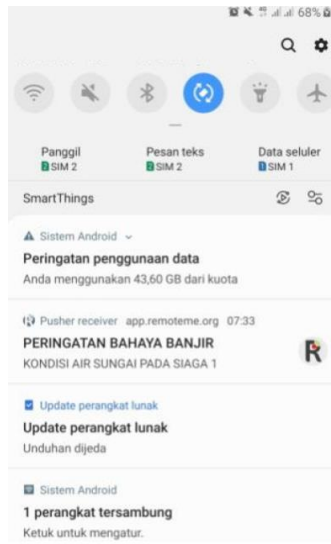 68%
Panggil
2 SIM 2
Pesan teks
2 SIM 2
Data seluler
1 SIM 1
SmartThings
Sistem Android
Peringatan penggunaan data
Anda menggunakan 43,60 GB dari kuota
Pusher receiver app.remoteme.org 07:33
PERINGATAN BAHAYA BANJIR
KONDISI AIR SUNGAI PADA SIAGA 1
R
Update perangkat lunak
Update perangkat lunak
Unduhan dijeda
Sistem Android
1 perangkat tersambung
Ketuk untuk mengatur.